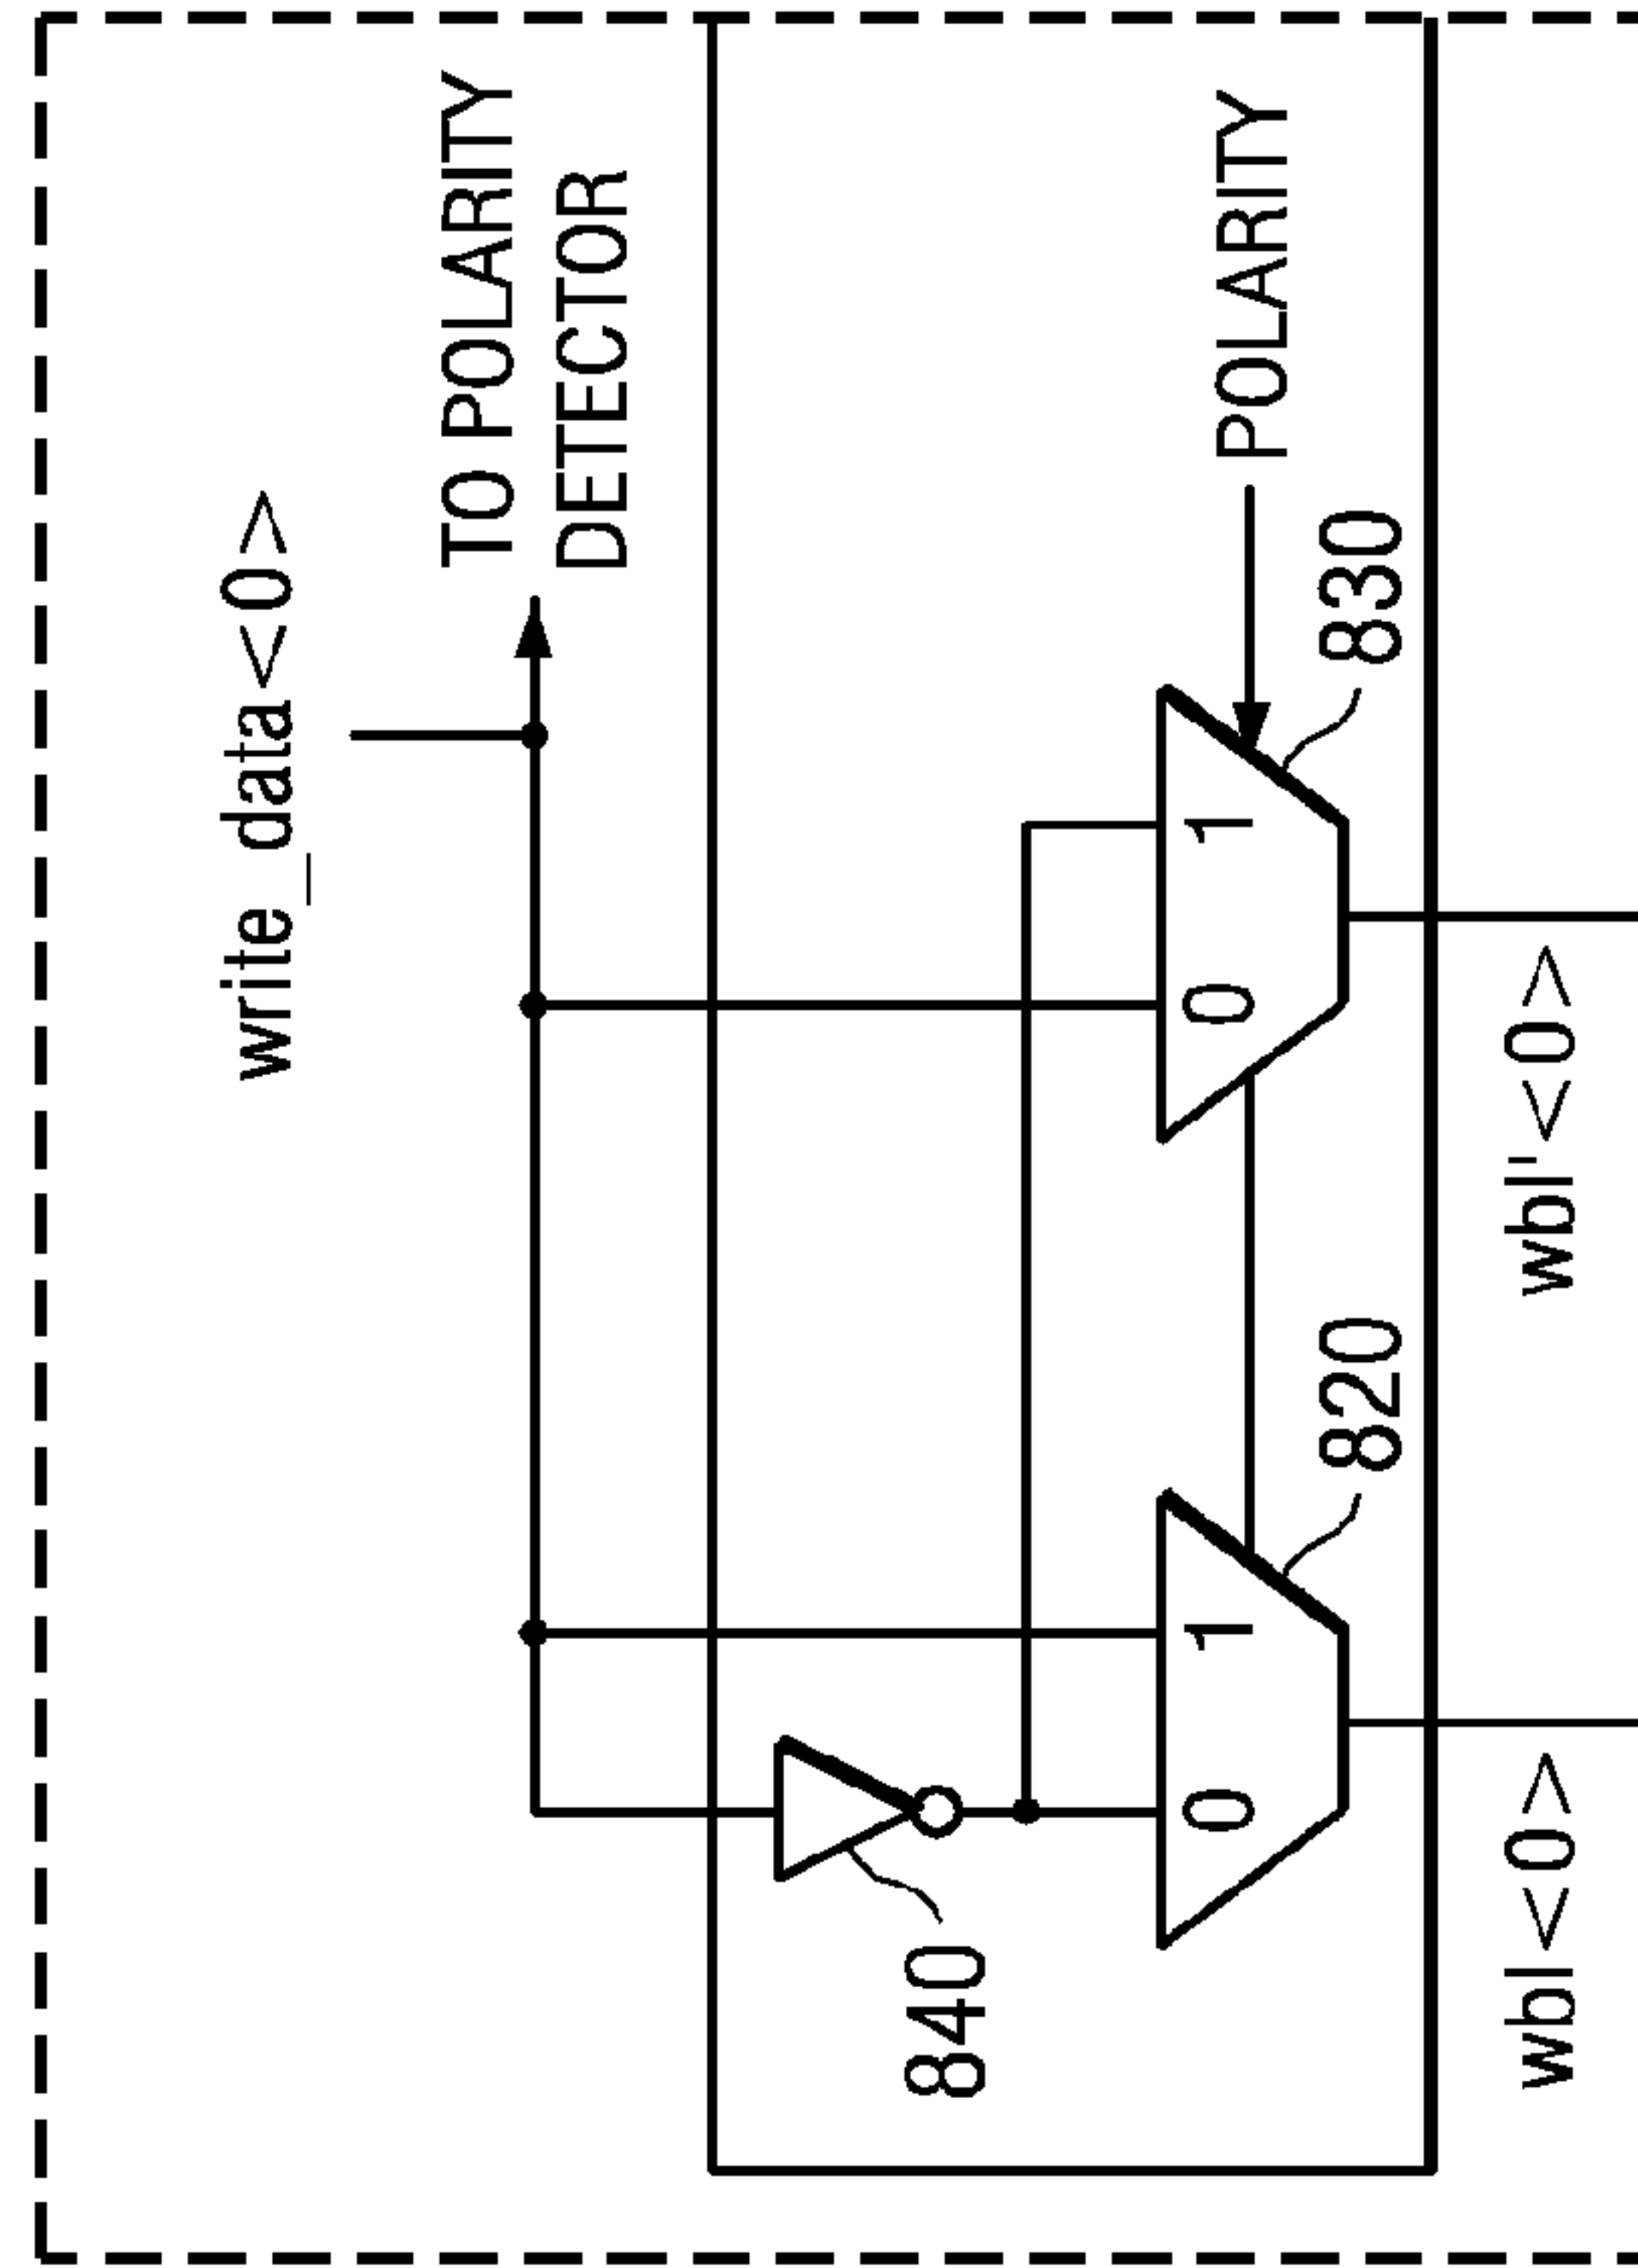 write_data<0>
TO POLARITY
DETECTOR
840
0
1
820
0
1
830
POLARITY
wbl<0>
wbl'<0>